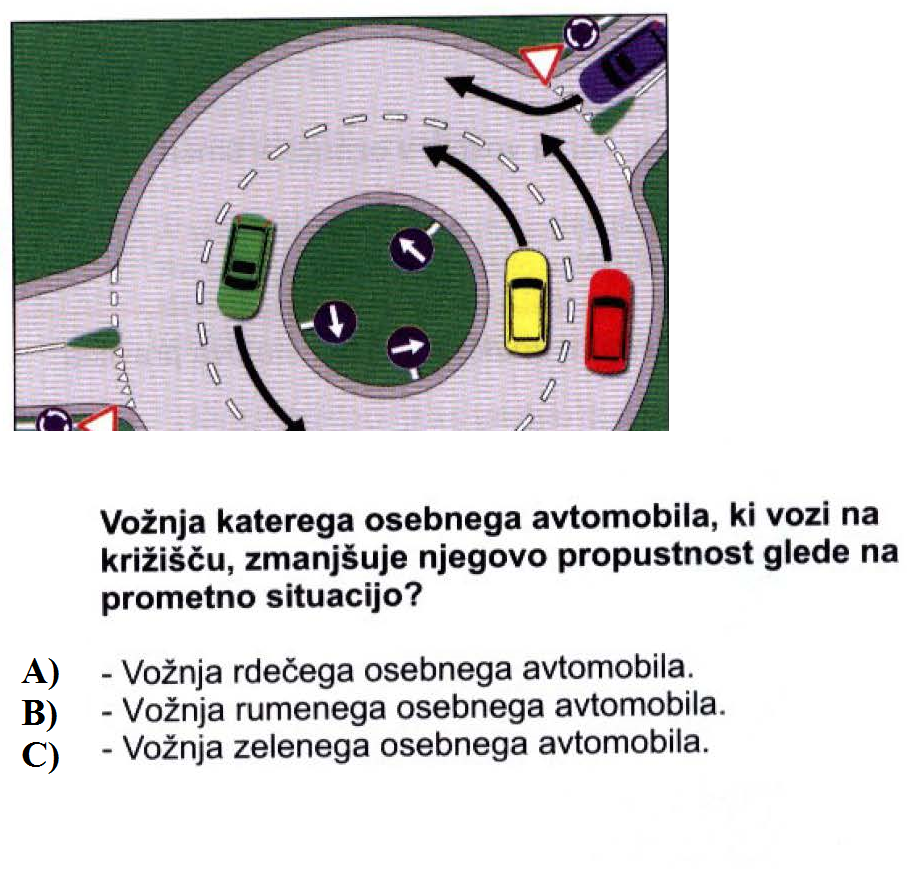 Vožnja katerega osebnega avtomobila, ki vozi na
križišču, zmanjšuje njegovo propustnost glede na
prometno situacijo?
A) - Vožnja rdečega osebnega avtomobila.
B) - Vožnja rumenega osebnega avtomobila.
C) - Vožnja zelenega osebnega avtomobila.